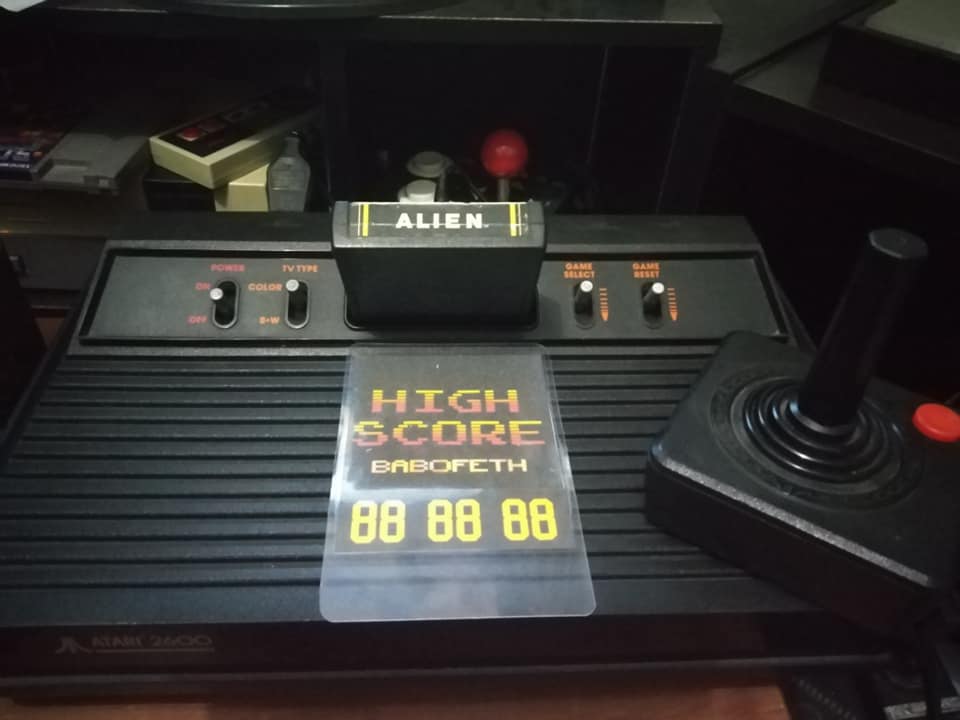 ALIEN
POWER
ON
OFF
TV TYPE
COLOR
B•W
GAME
SELECT
GAME
RESET
HIGH
SCORE
BABOFETH
88 88 88
ATARI 2600